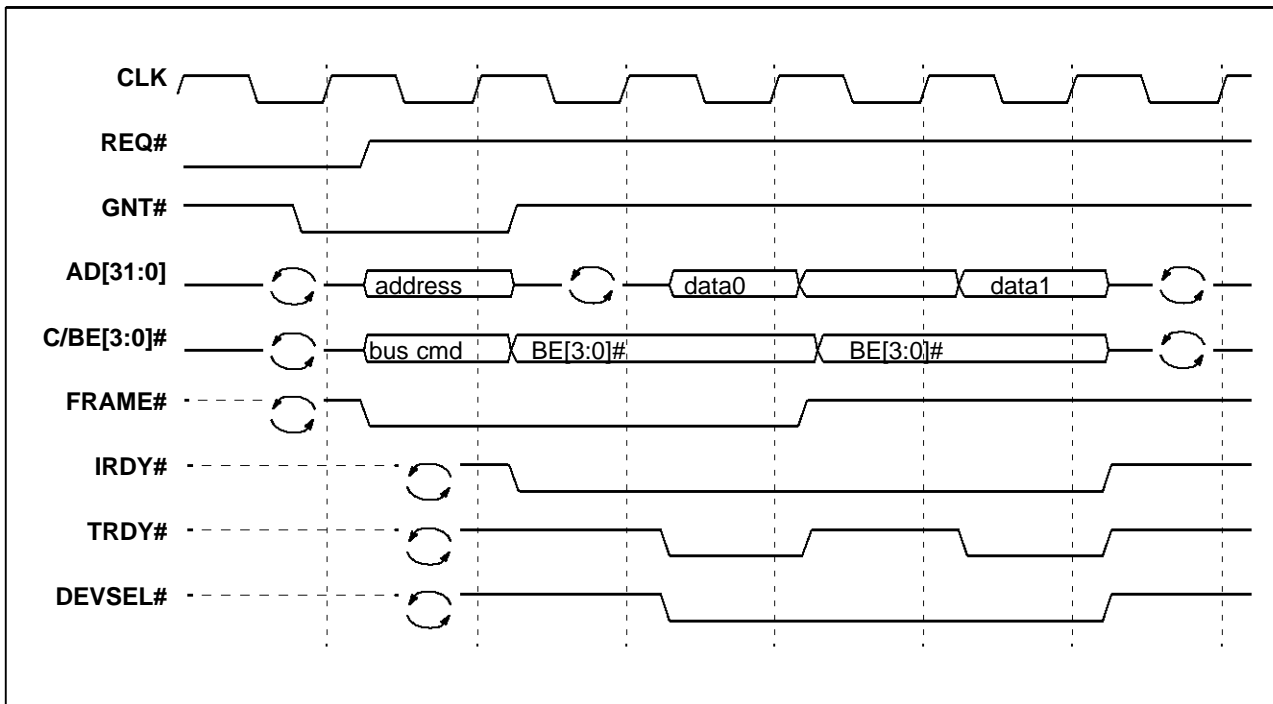 CLK
REQ#
GNT#
AD[31:0]
address
data0
data1
C/BE[3:0]#
bus cmd
BE[3:0]#
BE[3:0]#
FRAME#
IRDY#
TRDY#
DEVSEL#